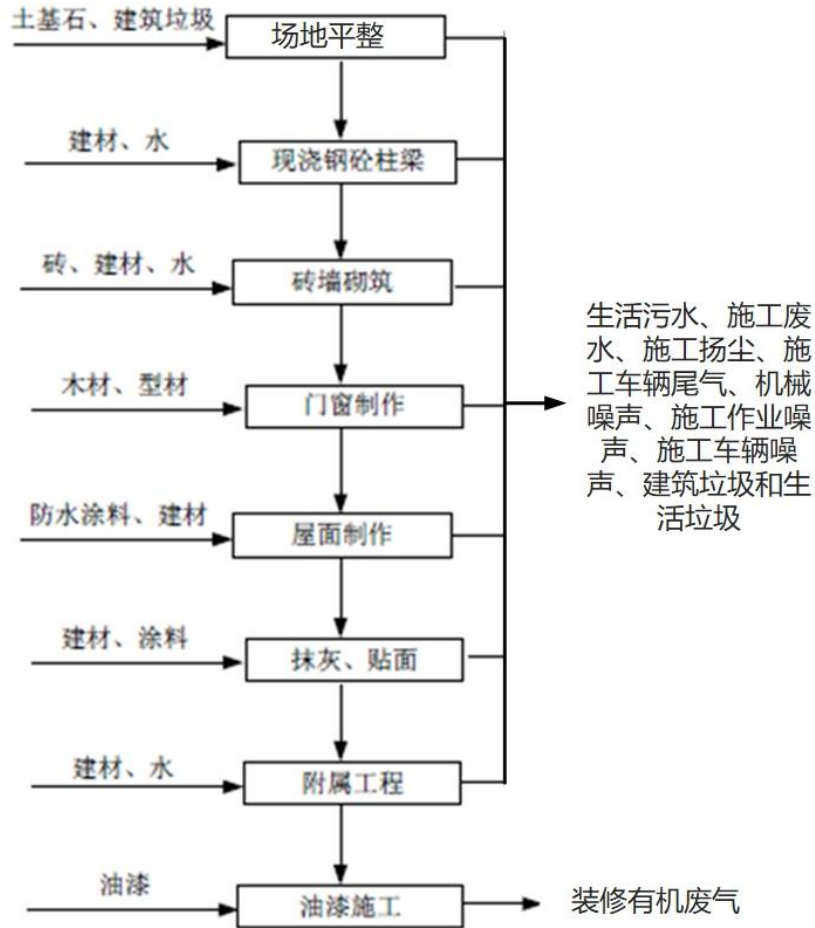 土基石、建筑垃圾
场地平整
建材、水
现浇钢砼柱梁
砖、建材、水
砖墙砌筑
木材、型材
门窗制作
防水涂料、建材
屋面制作
建材、涂料
抹灰、贴面
建材、水
附属工程
油漆
油漆施工
生活污水、施工废
水、施工扬尘、施
工车辆尾气、机械
噪声、施工作业噪
声、施工车辆噪
声、建筑垃圾和生
活垃圾
装修有机废气